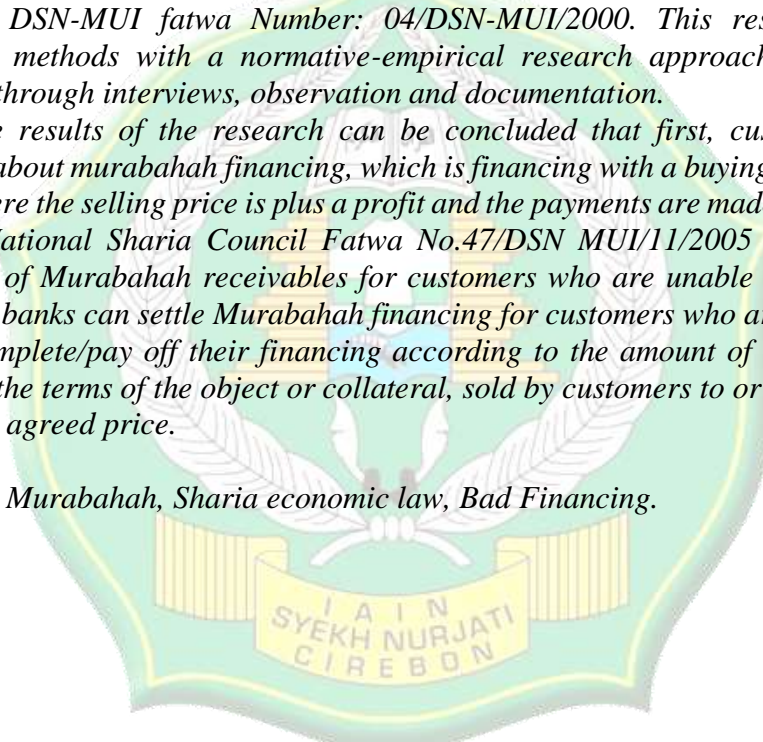 DSN-MUI fatwa Number: 04/DSN-MUI/2000. This res
methods with a normative-empirical research approach
through interviews, observation and documentation.
results of the research can be concluded that first, cus
about murabahah financing, which is financing with a buying
ere the selling price is plus a profit and the payments are made
National Sharia Council Fatwa No.47/DSN MUI/11/2005
of Murabahah receivables for customers who are unable
banks can settle Murabahah financing for customers who a
mplete/pay off their financing according to the amount of
the terms of the object or collateral, sold by customers to or
agreed price.
Murabahah, Sharia economic law, Bad Financing.
I A I N
SYEKH NURJATI
CIREBON